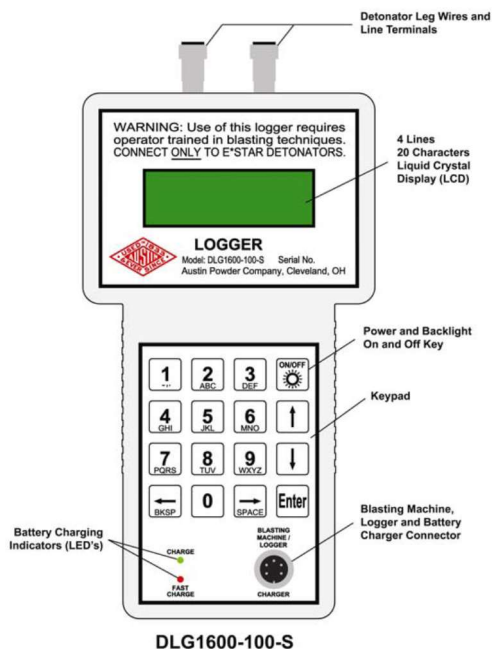 Detonator Leg Wires and
Line Terminals
WARNING: Use of this logger requires
operator trained in blasting techniques.
CONNECT ONLY TO E*STAR DETONATORS.
4 Lines
20 Characters
Liquid Crystal
Display (LCD)
AUSTIN
EVER SINCE
LOGGER
Model: DLG1600-100-S Serial No.
Austin Powder Company, Cleveland, OH
Power and Backlight
On and Off Key
1
2 ABC
3 DEF
ON/OFF
Keypad
4 GHI
5 JKL
6 MNO
↑
7 PQRS
8 TUV
9 WXYZ
↓
← BKSP
0
→ SPACE
Enter
Battery Charging
Indicators (LED's)
CHARGE
FAST
CHARGE
BLASTING
MACHINE /
LOGGER
CHARGER
Blasting Machine,
Logger and Battery
Charger Connector
DLG1600-100-S